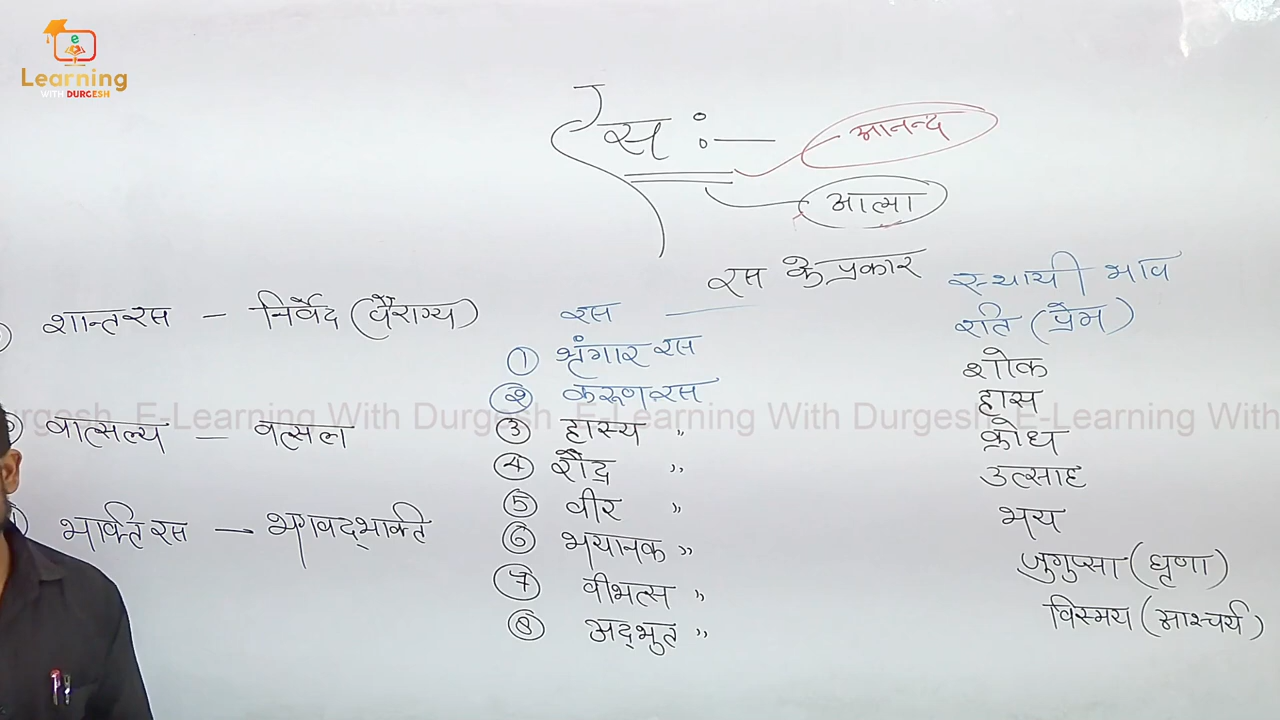 e
Learning
WITH DURGESH
रस :—
आनन्द
आत्मा
रस के प्रकार
रस — स्थायी भाव
① श्रृंगार रस रति (प्रेम)
② करूण रस शोक
③ हास्य " हास
④ रौद्र " क्रोध
⑤ वीर " उत्साह
⑥ भयानक " भय
⑦ वीभत्स " जुगुप्सा (घृणा)
⑧ अद्‌भुत " विस्मय (आश्चर्य)
शान्त रस — निर्वेद (वैराग्य)
वात्सल्य — वत्सल
भक्ति रस — भगवद्‌भक्ति
E-Learning With Durgesh E-Learning With Durgesh E-Learning With